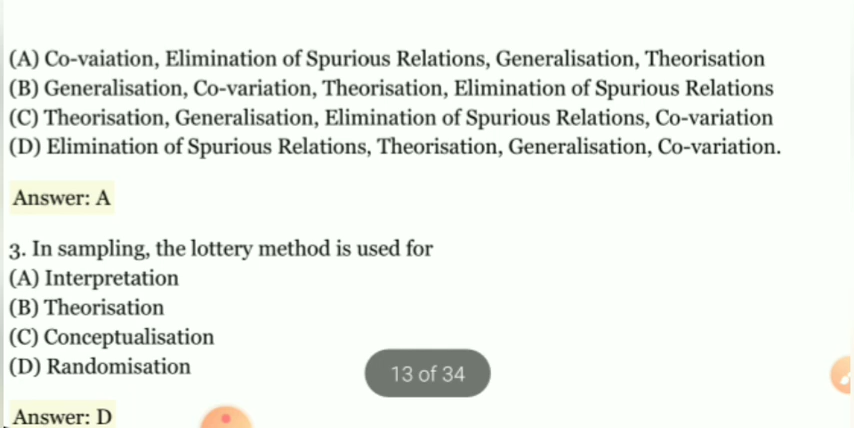 (A) Co-vaiation, Elimination of Spurious Relations, Generalisation, Theorisation
(B) Generalisation, Co-variation, Theorisation, Elimination of Spurious Relations
(C) Theorisation, Generalisation, Elimination of Spurious Relations, Co-variation
(D) Elimination of Spurious Relations, Theorisation, Generalisation, Co-variation.
Answer: A
3. In sampling, the lottery method is used for
(A) Interpretation
(B) Theorisation
(C) Conceptualisation
(D) Randomisation
13 of 34
Answer: D